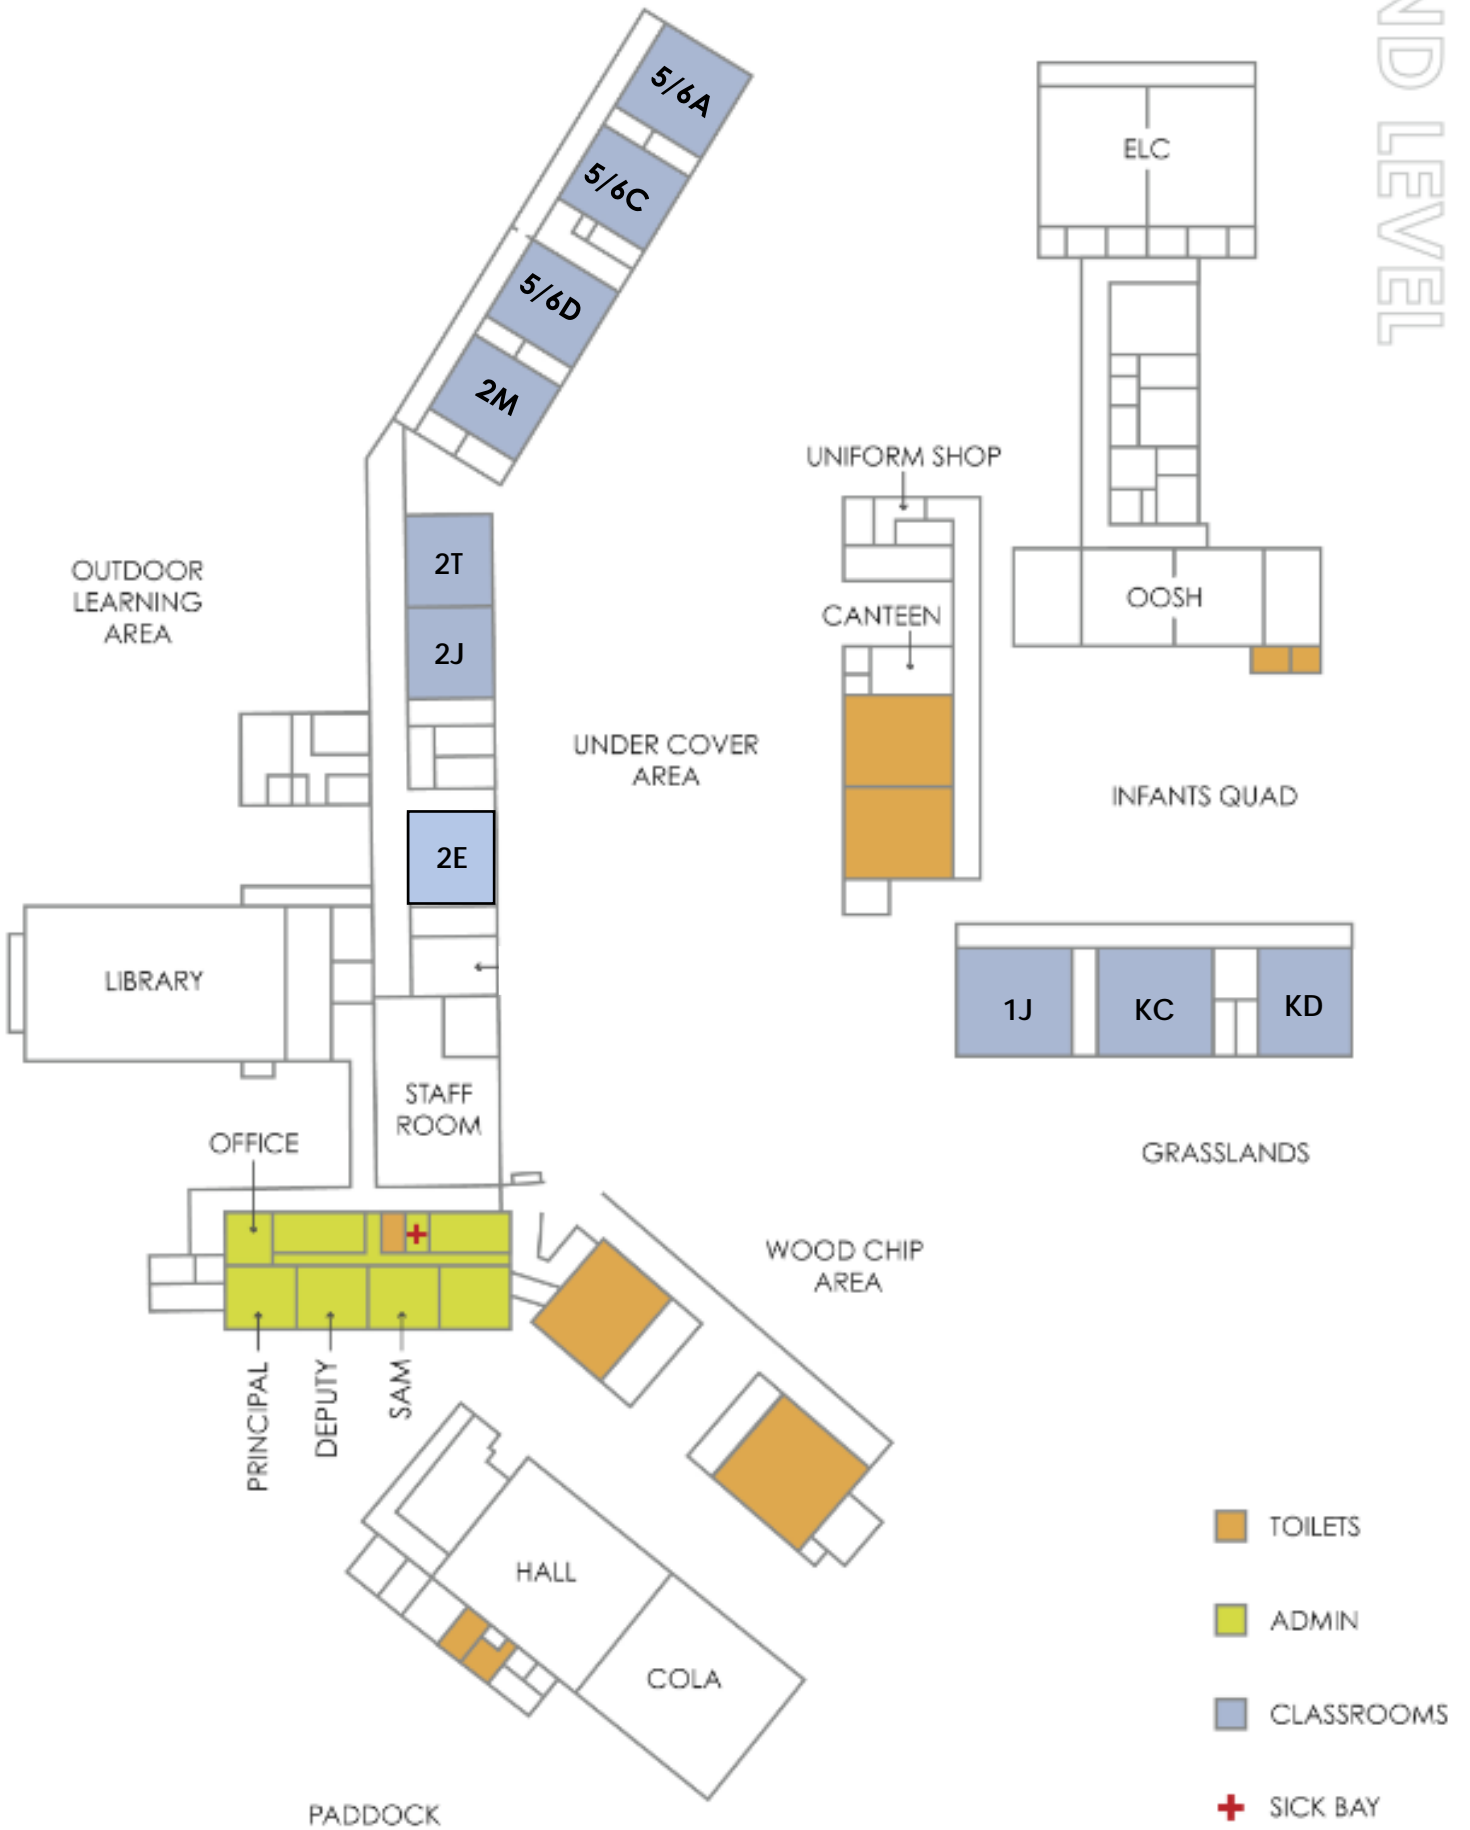 ND LEVEL
5/6A
5/6C
5/6D
2M
ELC
UNIFORM SHOP
OUTDOOR
LEARNING
AREA
2T
2J
CANTEEN
OOSH
UNDER COVER
AREA
INFANTS QUAD
2E
LIBRARY
1J
KC
KD
STAFF
ROOM
OFFICE
GRASSLANDS
WOOD CHIP
AREA
PRINCIPAL
DEPUTY
SAM
HALL
COLA
TOILETS
ADMIN
CLASSROOMS
SICK BAY
PADDOCK